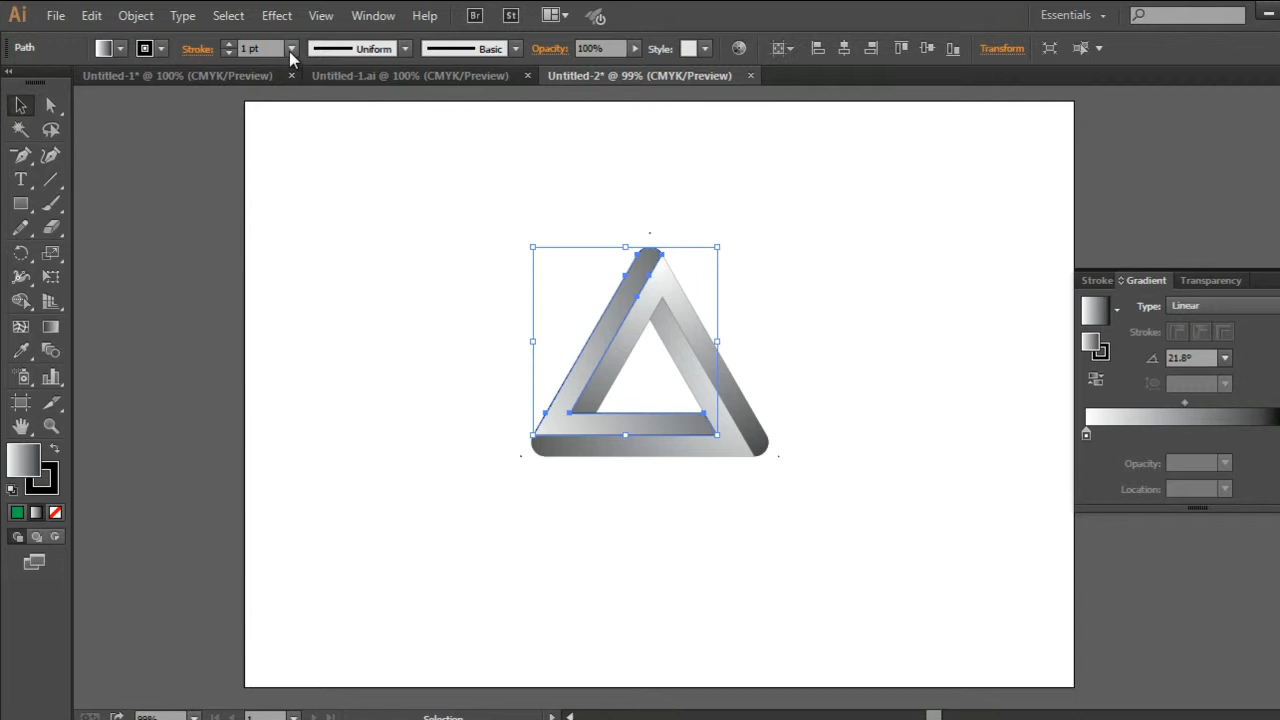 Ai File Edit Object Type Select Effect View Window Help Br St Essentials
Path Stroke: 1 pt Uniform Basic Opacity: 100% Style: Transform
Untitled-1* @ 100% (CMYK/Preview) Untitled-1.ai @ 100% (CMYK/Preview) Untitled-2* @ 99% (CMYK/Preview)
T
Stroke Gradient Transparency
Type: Linear
Stroke:
21.8°
Opacity:
Location:
99% 1 Selection